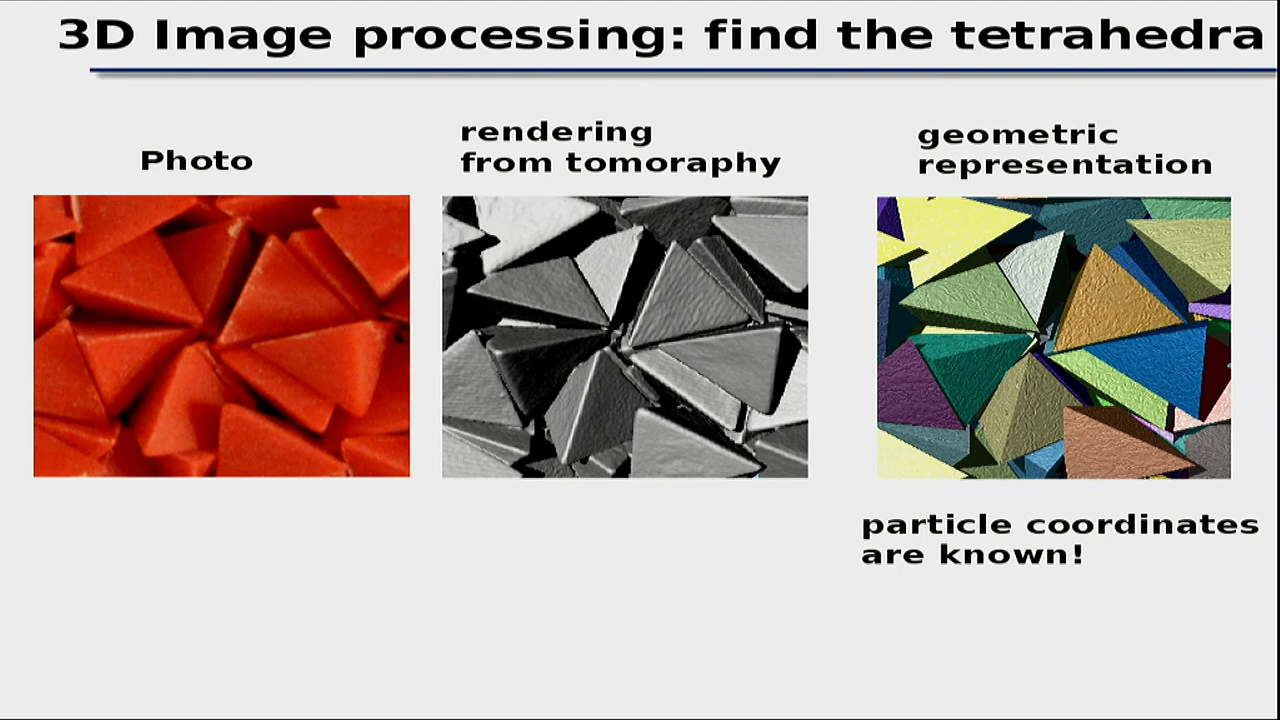 3D Image processing: find the tetrahedra
Photo
rendering
from tomoraphy
geometric
representation
particle coordinates
are known!